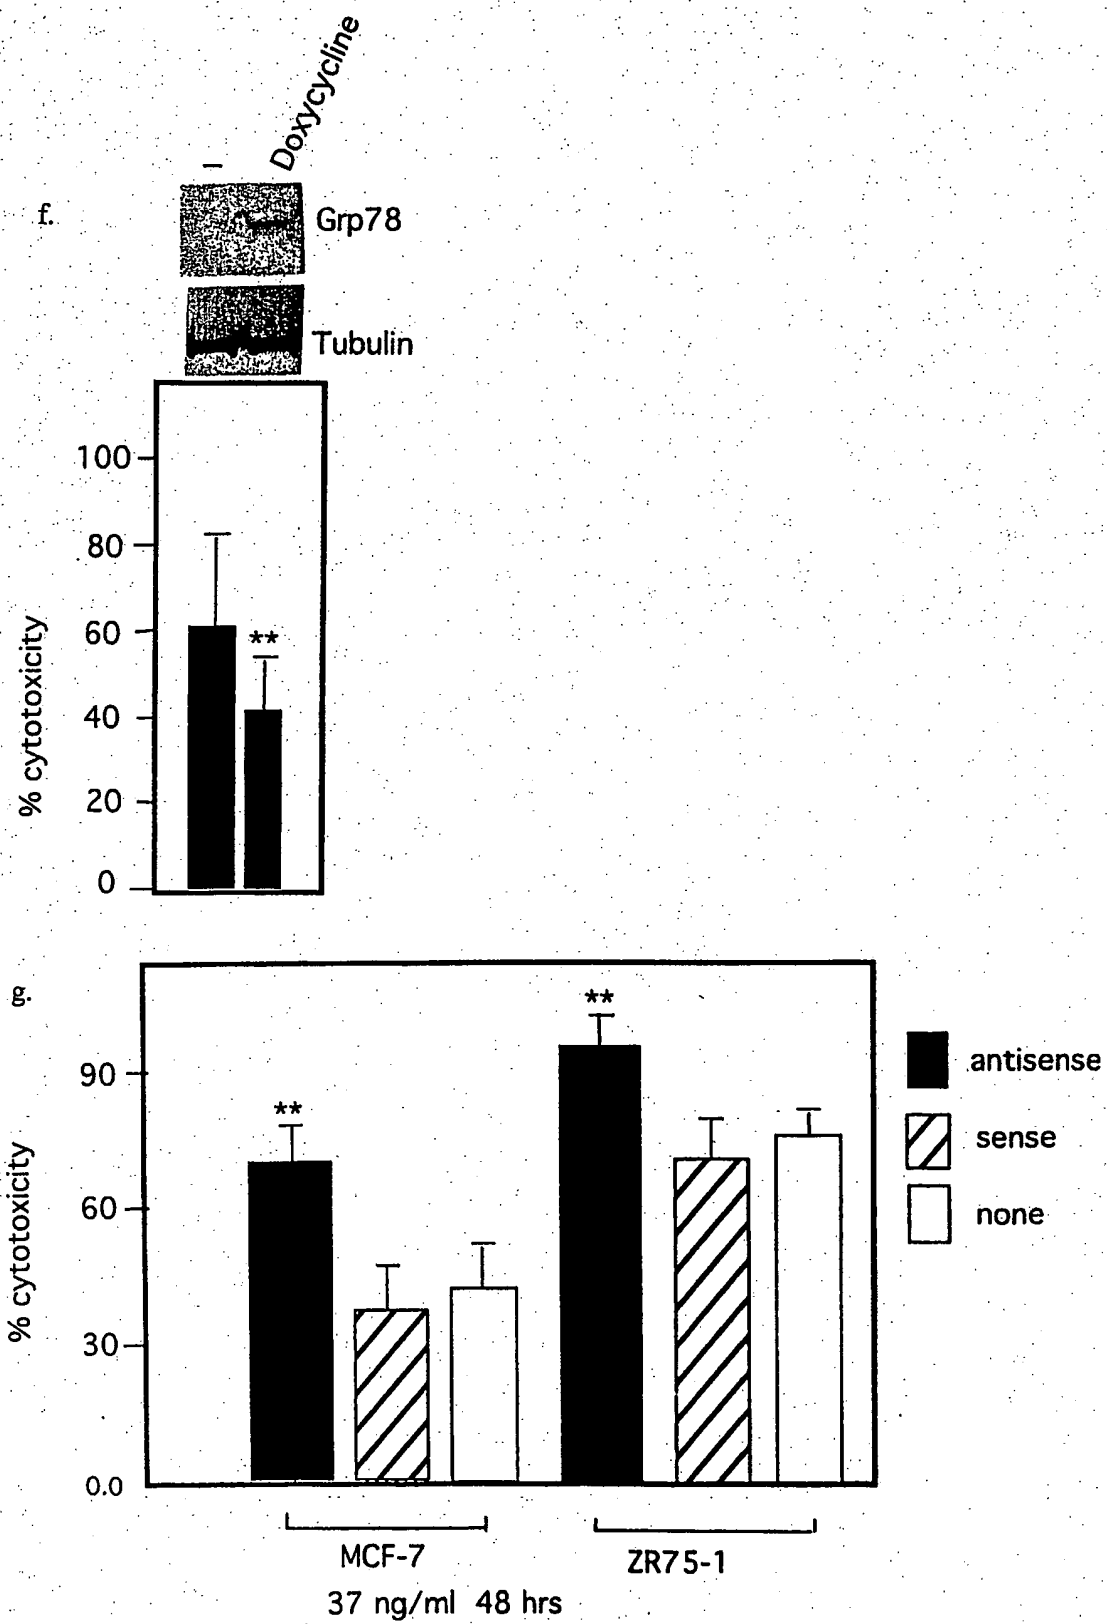 – Doxycycline
f.
Grp78
Tubulin
100
80
60
**
40
20
0
% cytotoxicity
g.
**
**
90
60
30
0.0
% cytotoxicity
antisense
sense
none
MCF-7
ZR75-1
37 ng/ml 48 hrs